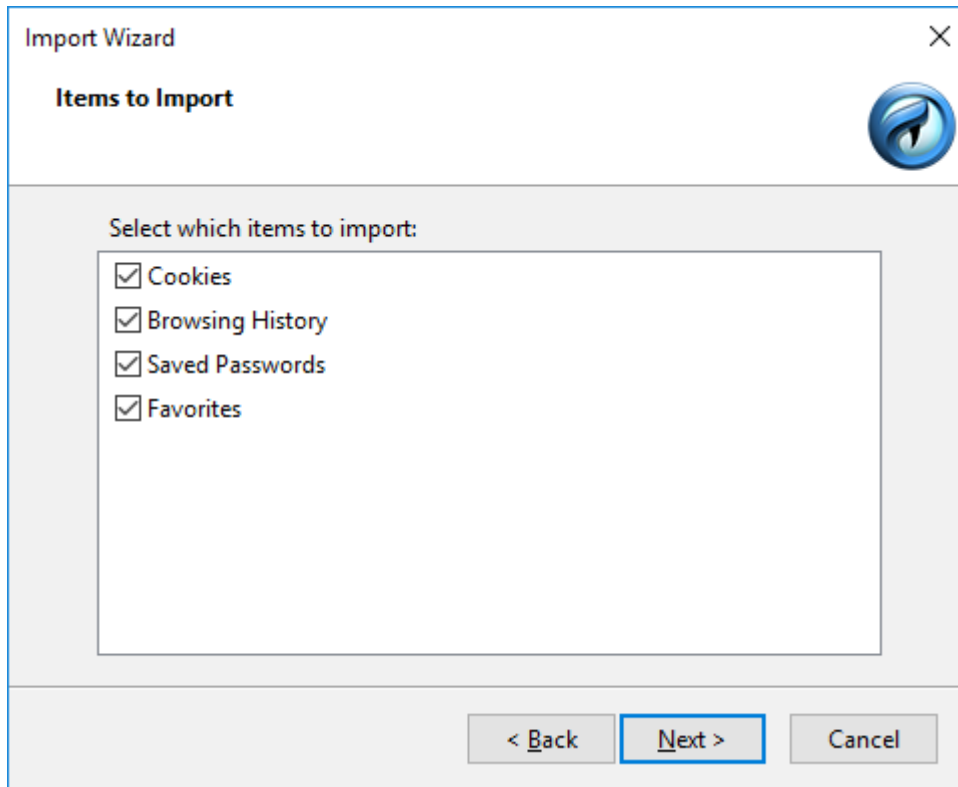 Import Wizard
Items to Import
Select which items to import:
Cookies
Browsing History
Saved Passwords
Favorites
< Back
Next >
Cancel